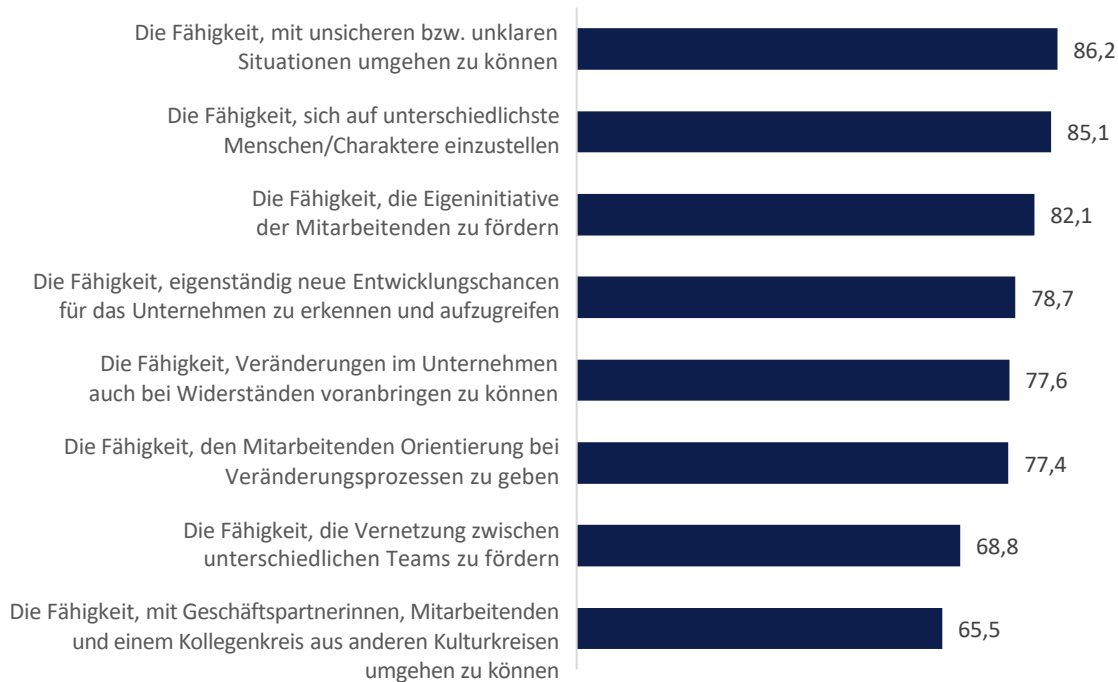 Die Fähigkeit, mit unsicheren bzw. unklaren
Situationen umgehen zu können
86,2
Die Fähigkeit, sich auf unterschiedlichste
Menschen/Charaktere einzustellen
85,1
Die Fähigkeit, die Eigeninitiative
der Mitarbeitenden zu fördern
82,1
Die Fähigkeit, eigenständig neue Entwicklungschancen
für das Unternehmen zu erkennen und aufzugreifen
78,7
Die Fähigkeit, Veränderungen im Unternehmen
auch bei Widerständen voranbringen zu können
77,6
Die Fähigkeit, den Mitarbeitenden Orientierung bei
Veränderungsprozessen zu geben
77,4
Die Fähigkeit, die Vernetzung zwischen
unterschiedlichen Teams zu fördern
68,8
Die Fähigkeit, mit Geschäftspartnerinnen, Mitarbeitenden
und einem Kollegenkreis aus anderen Kulturkreisen
umgehen zu können
65,5